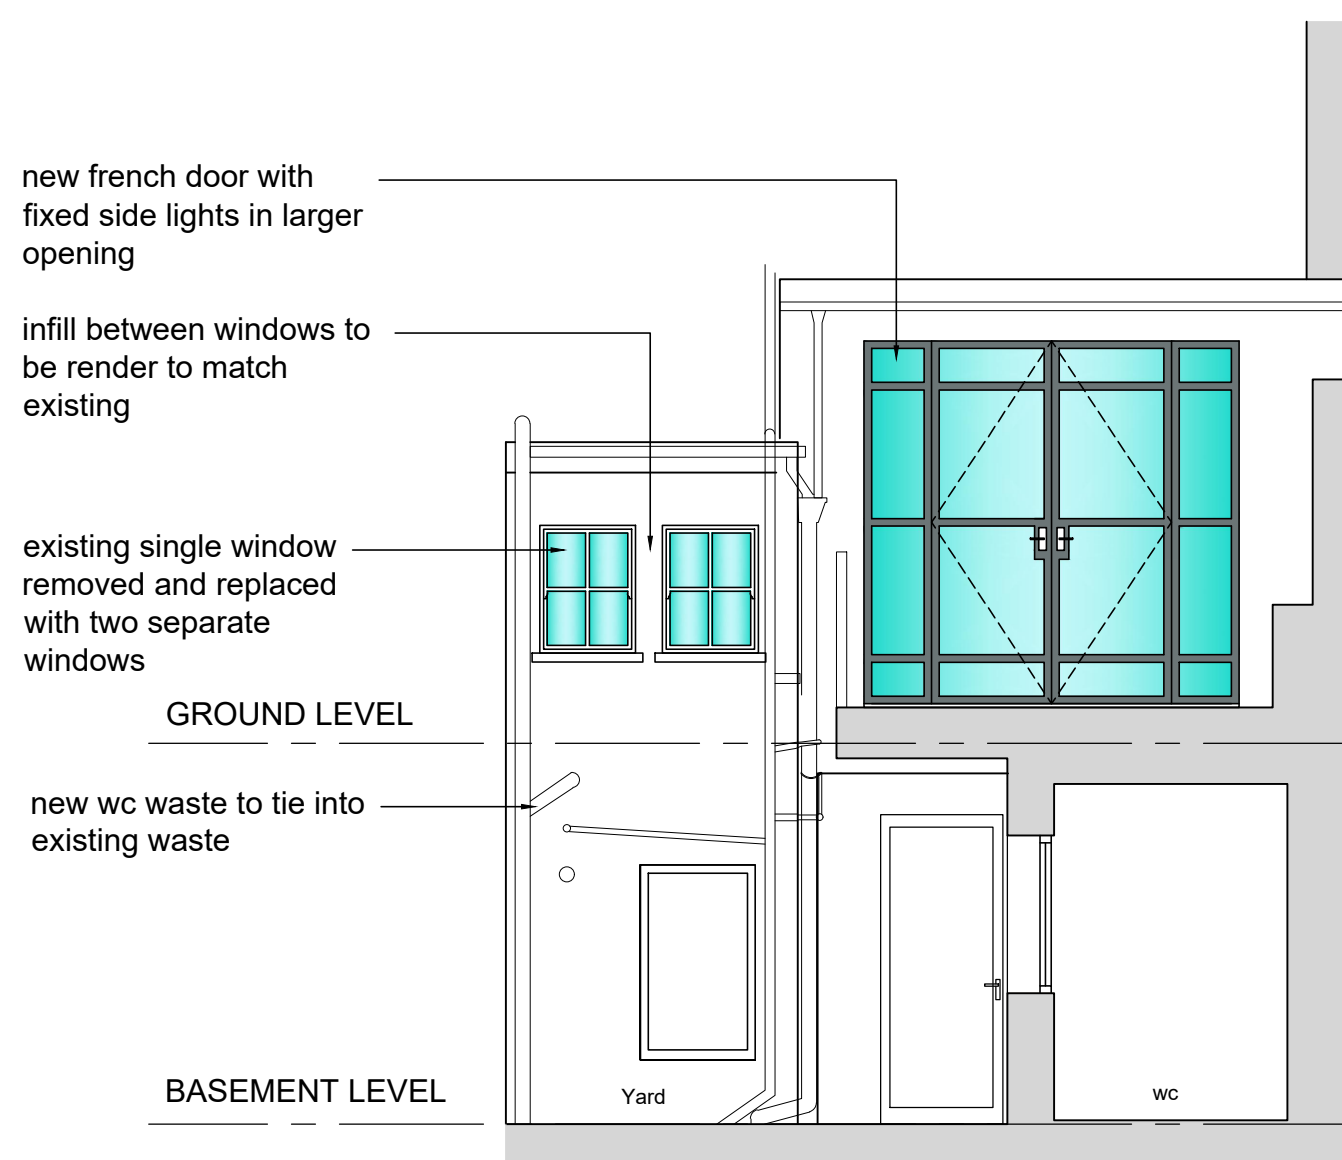 new french door with
fixed side lights in larger
opening
infill between windows to
be render to match
existing
existing single window
removed and replaced
with two separate
windows
GROUND LEVEL
new wc waste to tie into
existing waste
BASEMENT LEVEL
Yard
wc